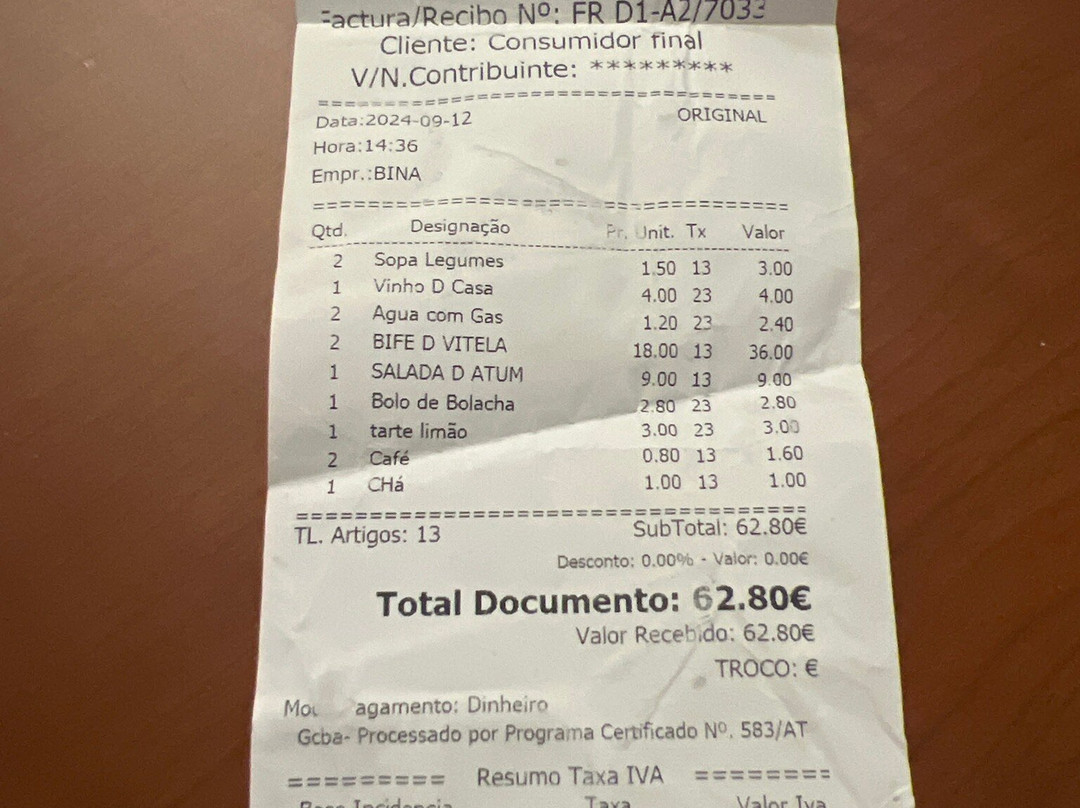 Factura/Recibo Nº: FR D1-A2/7033
Cliente: Consumidor final
V/N.Contribuinte: *********
==================================
Data:2024-09-12 ORIGINAL
Hora:14:36
Empr.:BINA
==================================
Qtd. Designação Pr. Unit. Tx Valor
2 Sopa Legumes 1.50 13 3.00
1 Vinho D Casa 4.00 23 4.00
2 Agua com Gas 1.20 23 2.40
2 BIFE D VITELA 18.00 13 36.00
1 SALADA D ATUM 9.00 13 9.00
1 Bolo de Bolacha 2.80 23 2.80
1 tarte limão 3.00 23 3.00
2 Café 0.80 13 1.60
1 CHá 1.00 13 1.00
==================================
TL. Artigos: 13 SubTotal: 62.80€
Desconto: 0.00% - Valor: 0.00€
Total Documento: 62.80€
Valor Recebido: 62.80€
TROCO: €
agamento: Dinheiro
Gcba- Processado por Programa Certificado Nº. 583/AT
========= Resumo Taxa IVA =========
Base Incidencia Taxa Valor Iva